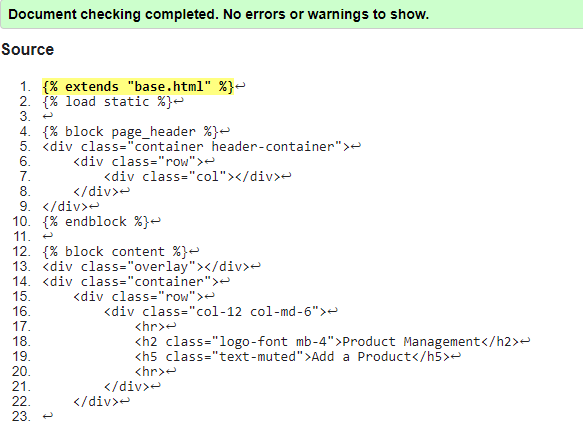 Document checking completed. No errors or warnings to show.
Source
1. {% extends "base.html" %}↩
2. {% load static %}↩
3. ↩
4. {% block page_header %}↩
5. <div class="container header-container">↩
6.     <div class="row">↩
7.         <div class="col"></div>↩
8.     </div>↩
9. </div>↩
10. {% endblock %}↩
11. ↩
12. {% block content %}↩
13. <div class="overlay"></div>↩
14. <div class="container">↩
15.     <div class="row">↩
16.         <div class="col-12 col-md-6">↩
17.             <hr>↩
18.             <h2 class="logo-font mb-4">Product Management</h2>↩
19.             <h5 class="text-muted">Add a Product</h5>↩
20.             <hr>↩
21.         </div>↩
22.     </div>↩
23. ↩